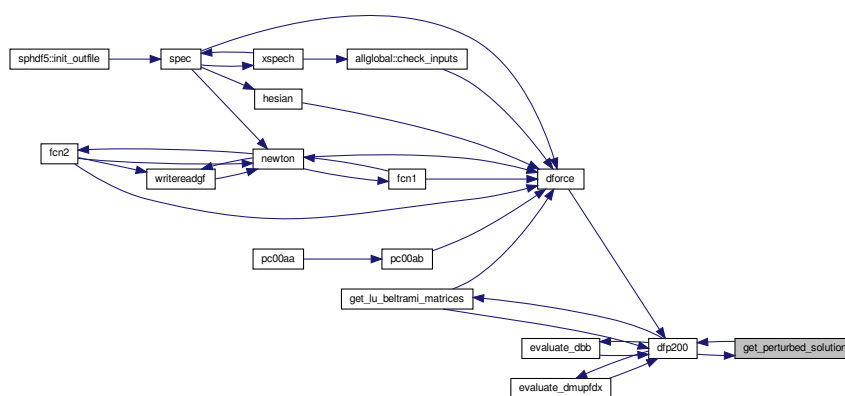 sphdf5::init_outfile
spec
xspech
allglobal::check_inputs
hesian
fcn2
newton
writereadgf
fcn1
dforce
pc00aa
pc00ab
get_lu_beltrami_matrices
evaluate_dbb
dfp200
get_perturbed_solution
evaluate_dmupfdx